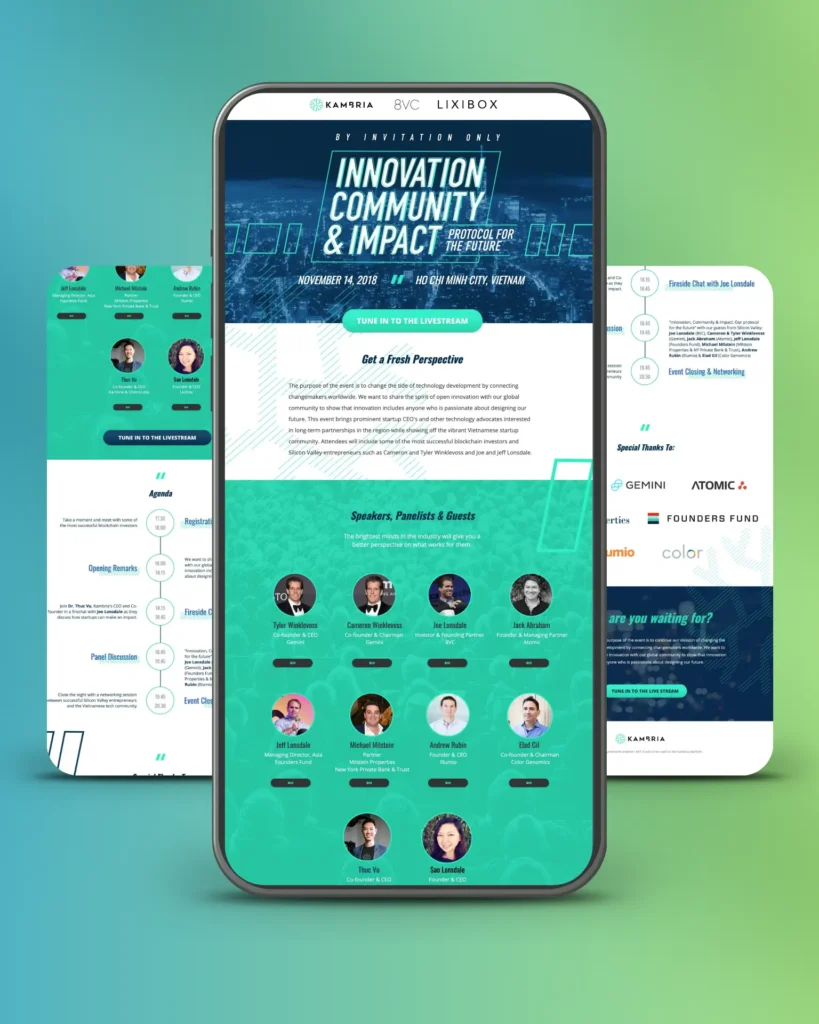 KAMBRIA 8VC LIXIBOX
BY INVITATION ONLY
INNOVATION
COMMUNITY
& IMPACT PROTOCOL FOR
THE FUTURE
NOVEMBER 14, 2018 HO CHI MINH CITY, VIETNAM
TUNE IN TO THE LIVESTREAM
Get a Fresh Perspective
The purpose of the event is to change the tide of technology development by connecting
changemakers worldwide. We want to share the spirit of open innovation with our global
community to show that innovation includes anyone who is passionate about designing our
future. This event brings prominent startup CEO's and other technology advocates interested
in long-term partnerships in the region while showing off the vibrant Vietnamese startup
community. Attendees will include some of the most successful blockchain investors and
Silicon Valley entrepreneurs such as Cameron and Tyler Winklevoss and Joe and Jeff Lonsdale.
Speakers, Panelists & Guests
The brightest minds in the industry will give you a
better perspective on what works for them.
Tyler Winklevoss
Co-founder & CEO
Gemini
Cameron Winklevoss
Co-founder & Chairman
Gemini
Joe Lonsdale
Investor & Founding Partner
8VC
Jack Abraham
Founder & Managing Partner
Atomic
Jeff Lonsdale
Managing Director, Asia
Founders Fund
Michael Milstein
Partner
Milstein Properties
New York Private Bank & Trust
Andrew Rubin
Founder & CEO
Illumio
Elad Gil
Co-founder & Chairman
Color Genomics
Thuc Vu
Co-founder & CEO
Sao Lonsdale
Founder & CEO
Jeff Lonsdale
Managing Director, Asia
Founders Fund
Michael Milstein
Partner
Milstein Properties
New York Private Bank & Trust
Andrew Rubin
Founder & CEO
Illumio
Thuc Vu
Co-founder & CEO
Sao Lonsdale
Founder & CEO
Lixibox
TUNE IN TO THE LIVESTREAM
Agenda
Take a moment and meet with some of
the most successful blockchain investors
17:30
18:00
Registrati
Opening Remarks
18:00
18:15
We want to sh
with our global
innovation inc
about designin
Join Dr. Thuc Vu, Kambria's CEO and Co-
Founder in a firechat with Joe Lonsdale as they
discuss how startups can make an impact.
18:15
18:45
Fireside C
Panel Discussion
18:45
19:45
"Innovation, C
for the future"
Joe Lonsdale
(Gemini), Jack
(Founders Fun
Properties & N
Rubin (Illumio
Close the night with a networking session
between successful Silicon Valley entrepreneurs
and the Vietnamese tech community.
19:45
20:30
Event Clos
Fireside Chat with Joe Lonsdale
"Innovation, Community & Impact: Our protocol
for the future" with our guests from Silicon Valley:
Joe Lonsdale (8VC), Cameron & Tyler Winklevoss
(Gemini), Jack Abraham (Atomic), Jeff Lonsdale
(Founders Fund), Michael Milstein (Milstein
Properties & NY Private Bank & Trust), Andrew
Rubin (Illumio) & Elad Gil (Color Genomics)
Event Closing & Networking
Special Thanks To:
GEMINI ATOMIC
erties FOUNDERS FUND
umio color
are you waiting for?
purpose of the event is to continue our mission of changing the
elopment by connecting changemakers worldwide. We want to
innovation with our global community to show that innovation
anyone who is passionate about designing our future.
TUNE IN TO THE LIVE STREAM
KAMBRIA